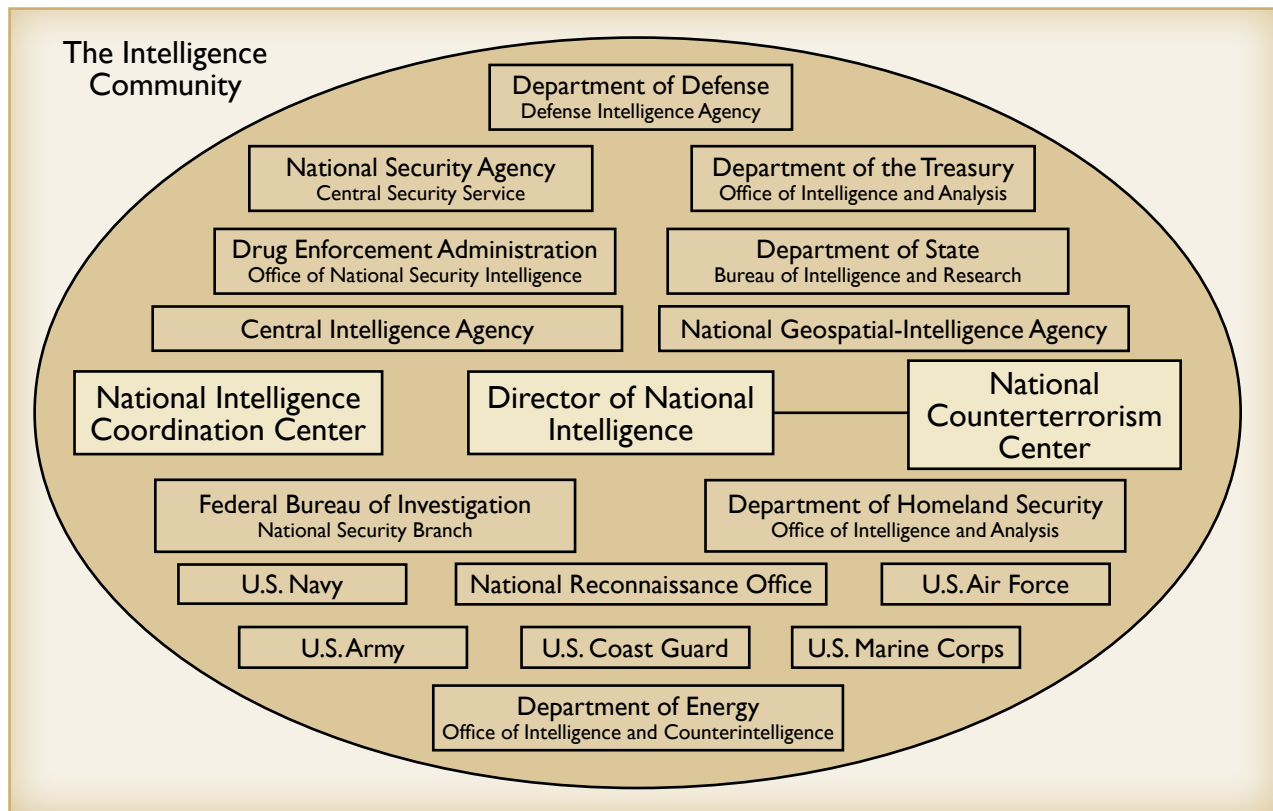 The Intelligence
Community
Department of Defense
Defense Intelligence Agency
National Security Agency
Central Security Service
Department of the Treasury
Office of Intelligence and Analysis
Drug Enforcement Administration
Office of National Security Intelligence
Department of State
Bureau of Intelligence and Research
Central Intelligence Agency
National Geospatial-Intelligence Agency
National Intelligence
Coordination Center
Director of National
Intelligence
National
Counterterrorism
Center
Federal Bureau of Investigation
National Security Branch
Department of Homeland Security
Office of Intelligence and Analysis
U.S. Navy
National Reconnaissance Office
U.S. Air Force
U.S. Army
U.S. Coast Guard
U.S. Marine Corps
Department of Energy
Office of Intelligence and Counterintelligence